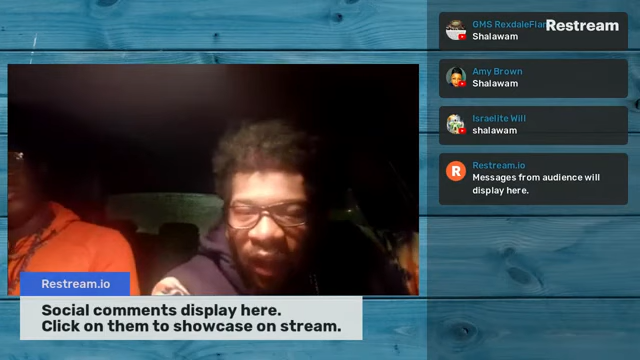 GMS RexdaleFla
Restream
Shalawam
Amy Brown
Shalawam
Israelite Will
shalawam
R
Restream.io
Messages from audience will
display here.
Restream.io
Social comments display here.
Click on them to showcase on stream.